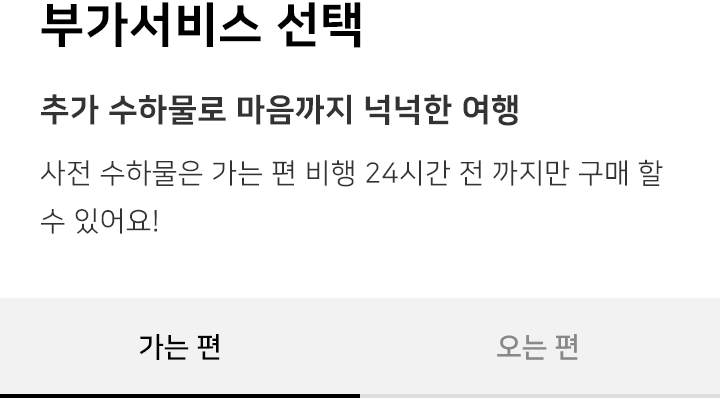 부가서비스 선택
추가 수하물로 마음까지 넉넉한 여행
사전 수하물은 가는 편 비행 24시간 전 까지만 구매 할
수 있어요!
가는 편
오는 편